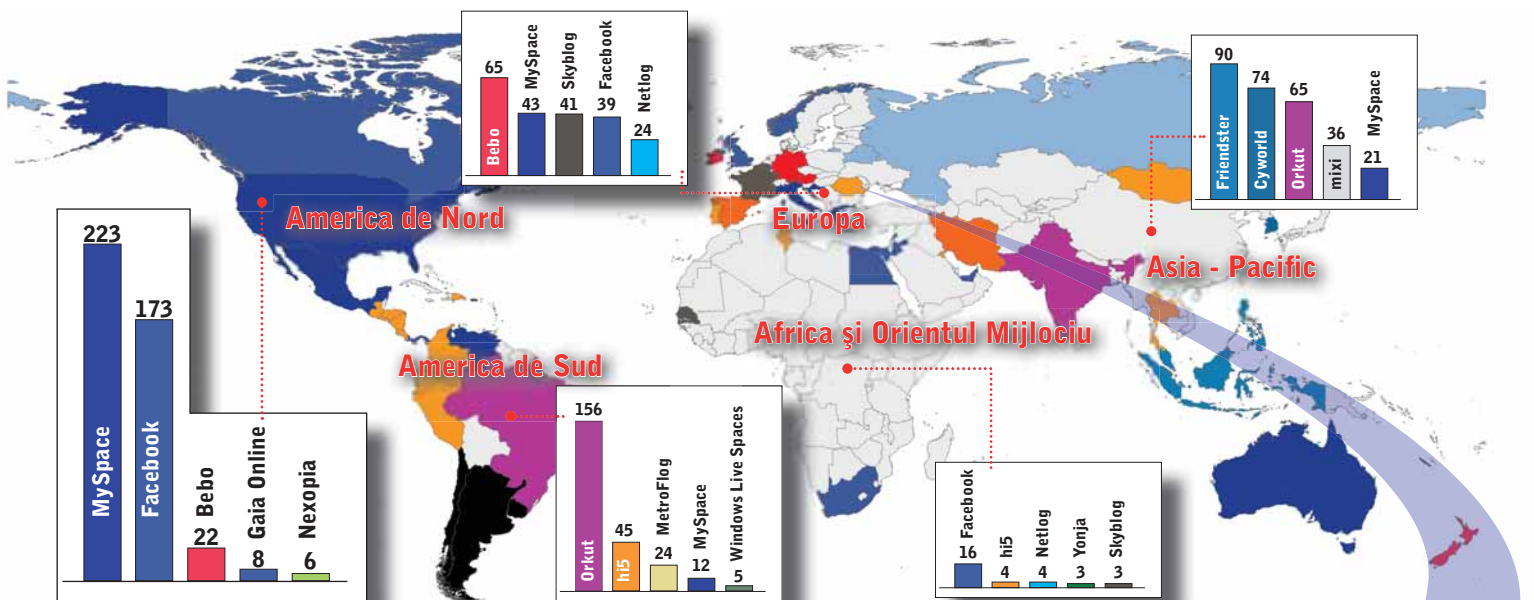 America de Nord
223
MySpace
173
Facebook
22
Bebo
8
Gaia Online
6
Nexopia
65
Bebo
43
MySpace
41
Skyblog
39
Facebook
24
Netlog
Europa
90
Friendster
74
Cyworld
65
Orkut
36
mixi
21
MySpace
Asia - Pacific
America de Sud
156
Orkut
45
hi5
24
MetroFlog
12
MySpace
5
Windows Live Spaces
Africa şi Orientul Mijlociu
16
Facebook
4
hi5
4
Netlog
3
Yonja
3
Skyblog